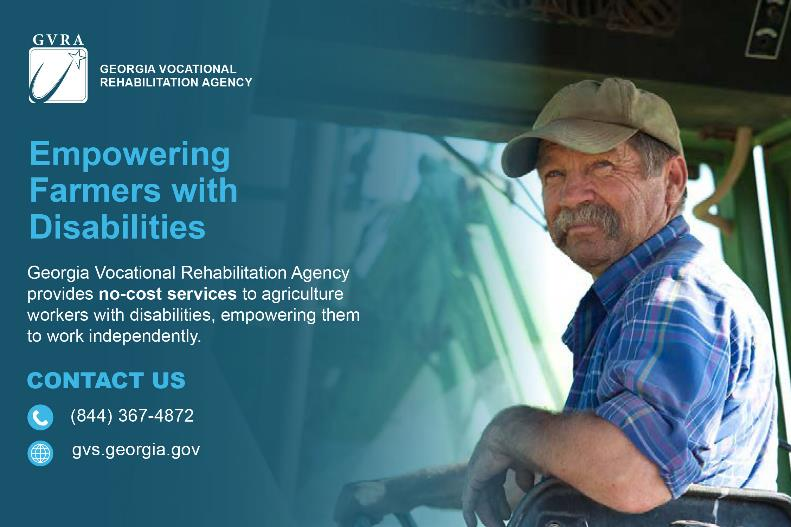 GVRA
GEORGIA VOCATIONAL
REHABILITATION AGENCY
Empowering
Farmers with
Disabilities
Georgia Vocational Rehabilitation Agency
provides no-cost services to agriculture
workers with disabilities, empowering them
to work independently.
CONTACT US
(844) 367-4872
gvs.georgia.gov